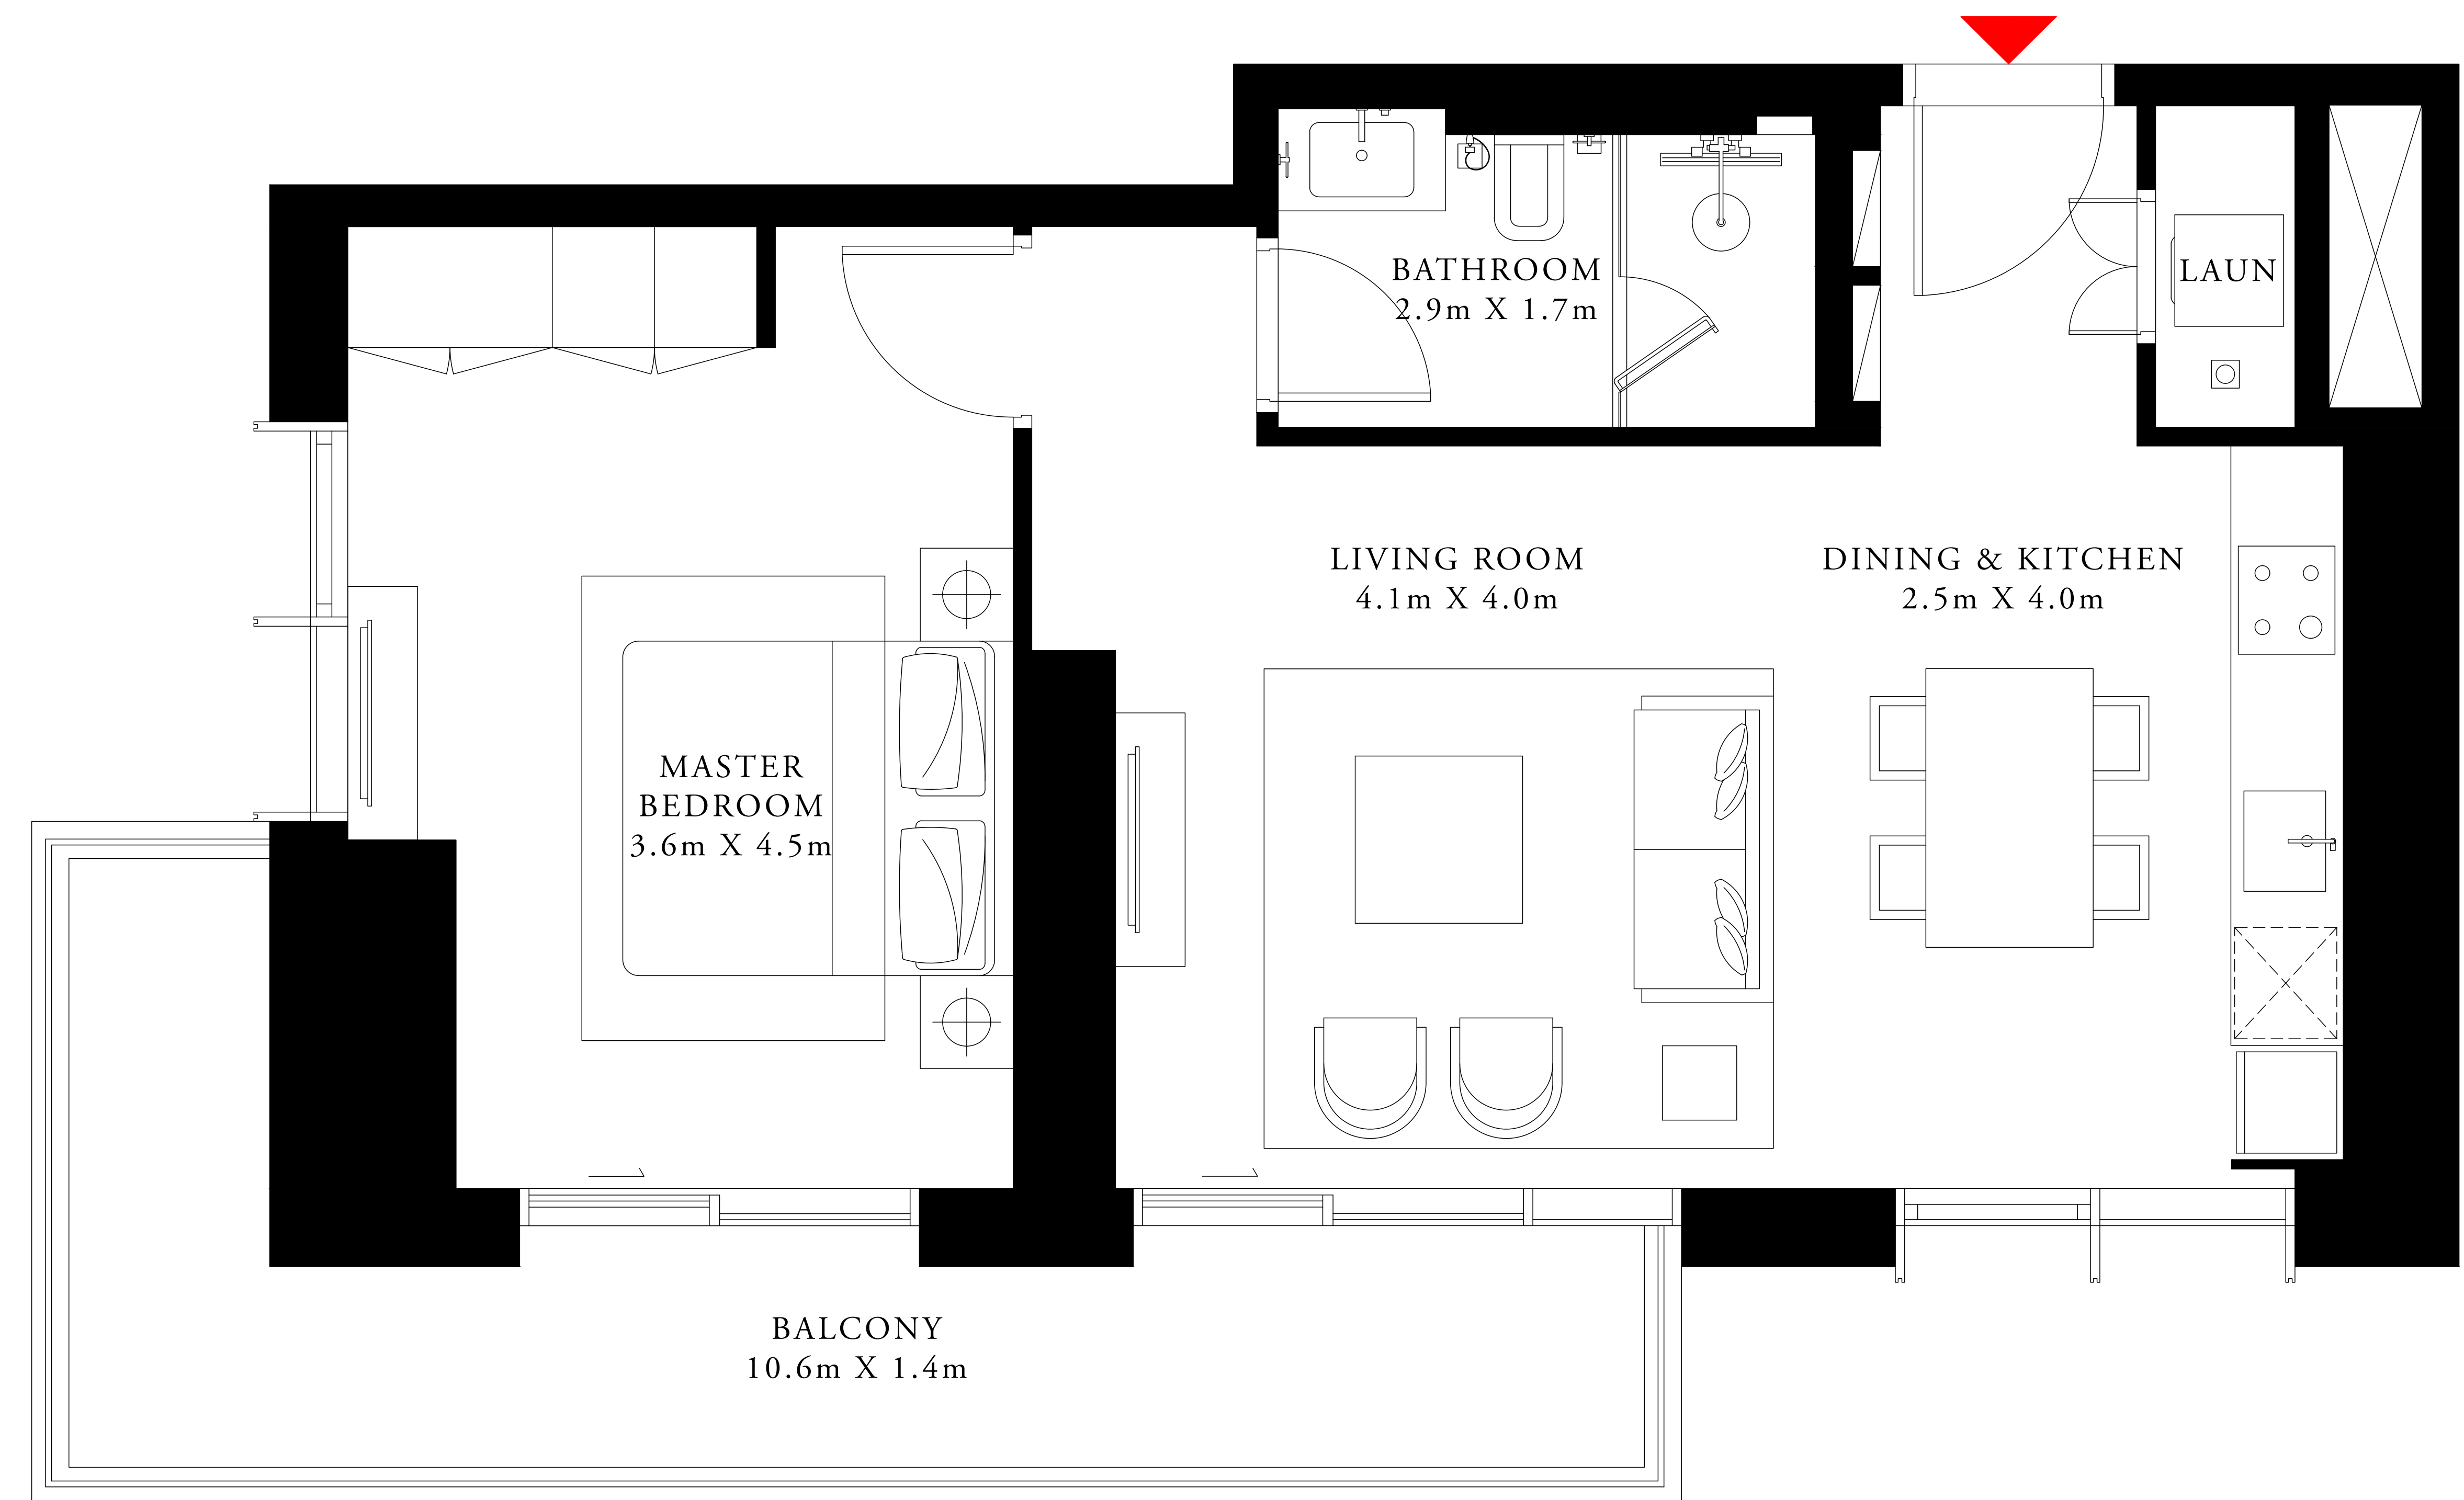 BATHROOM
2.9m X 1.7m
LAUN
LIVING ROOM
4.1m X 4.0m
DINING & KITCHEN
2.5m X 4.0m
MASTER
BEDROOM
3.6m X 4.5m
BALCONY
10.6m X 1.4m